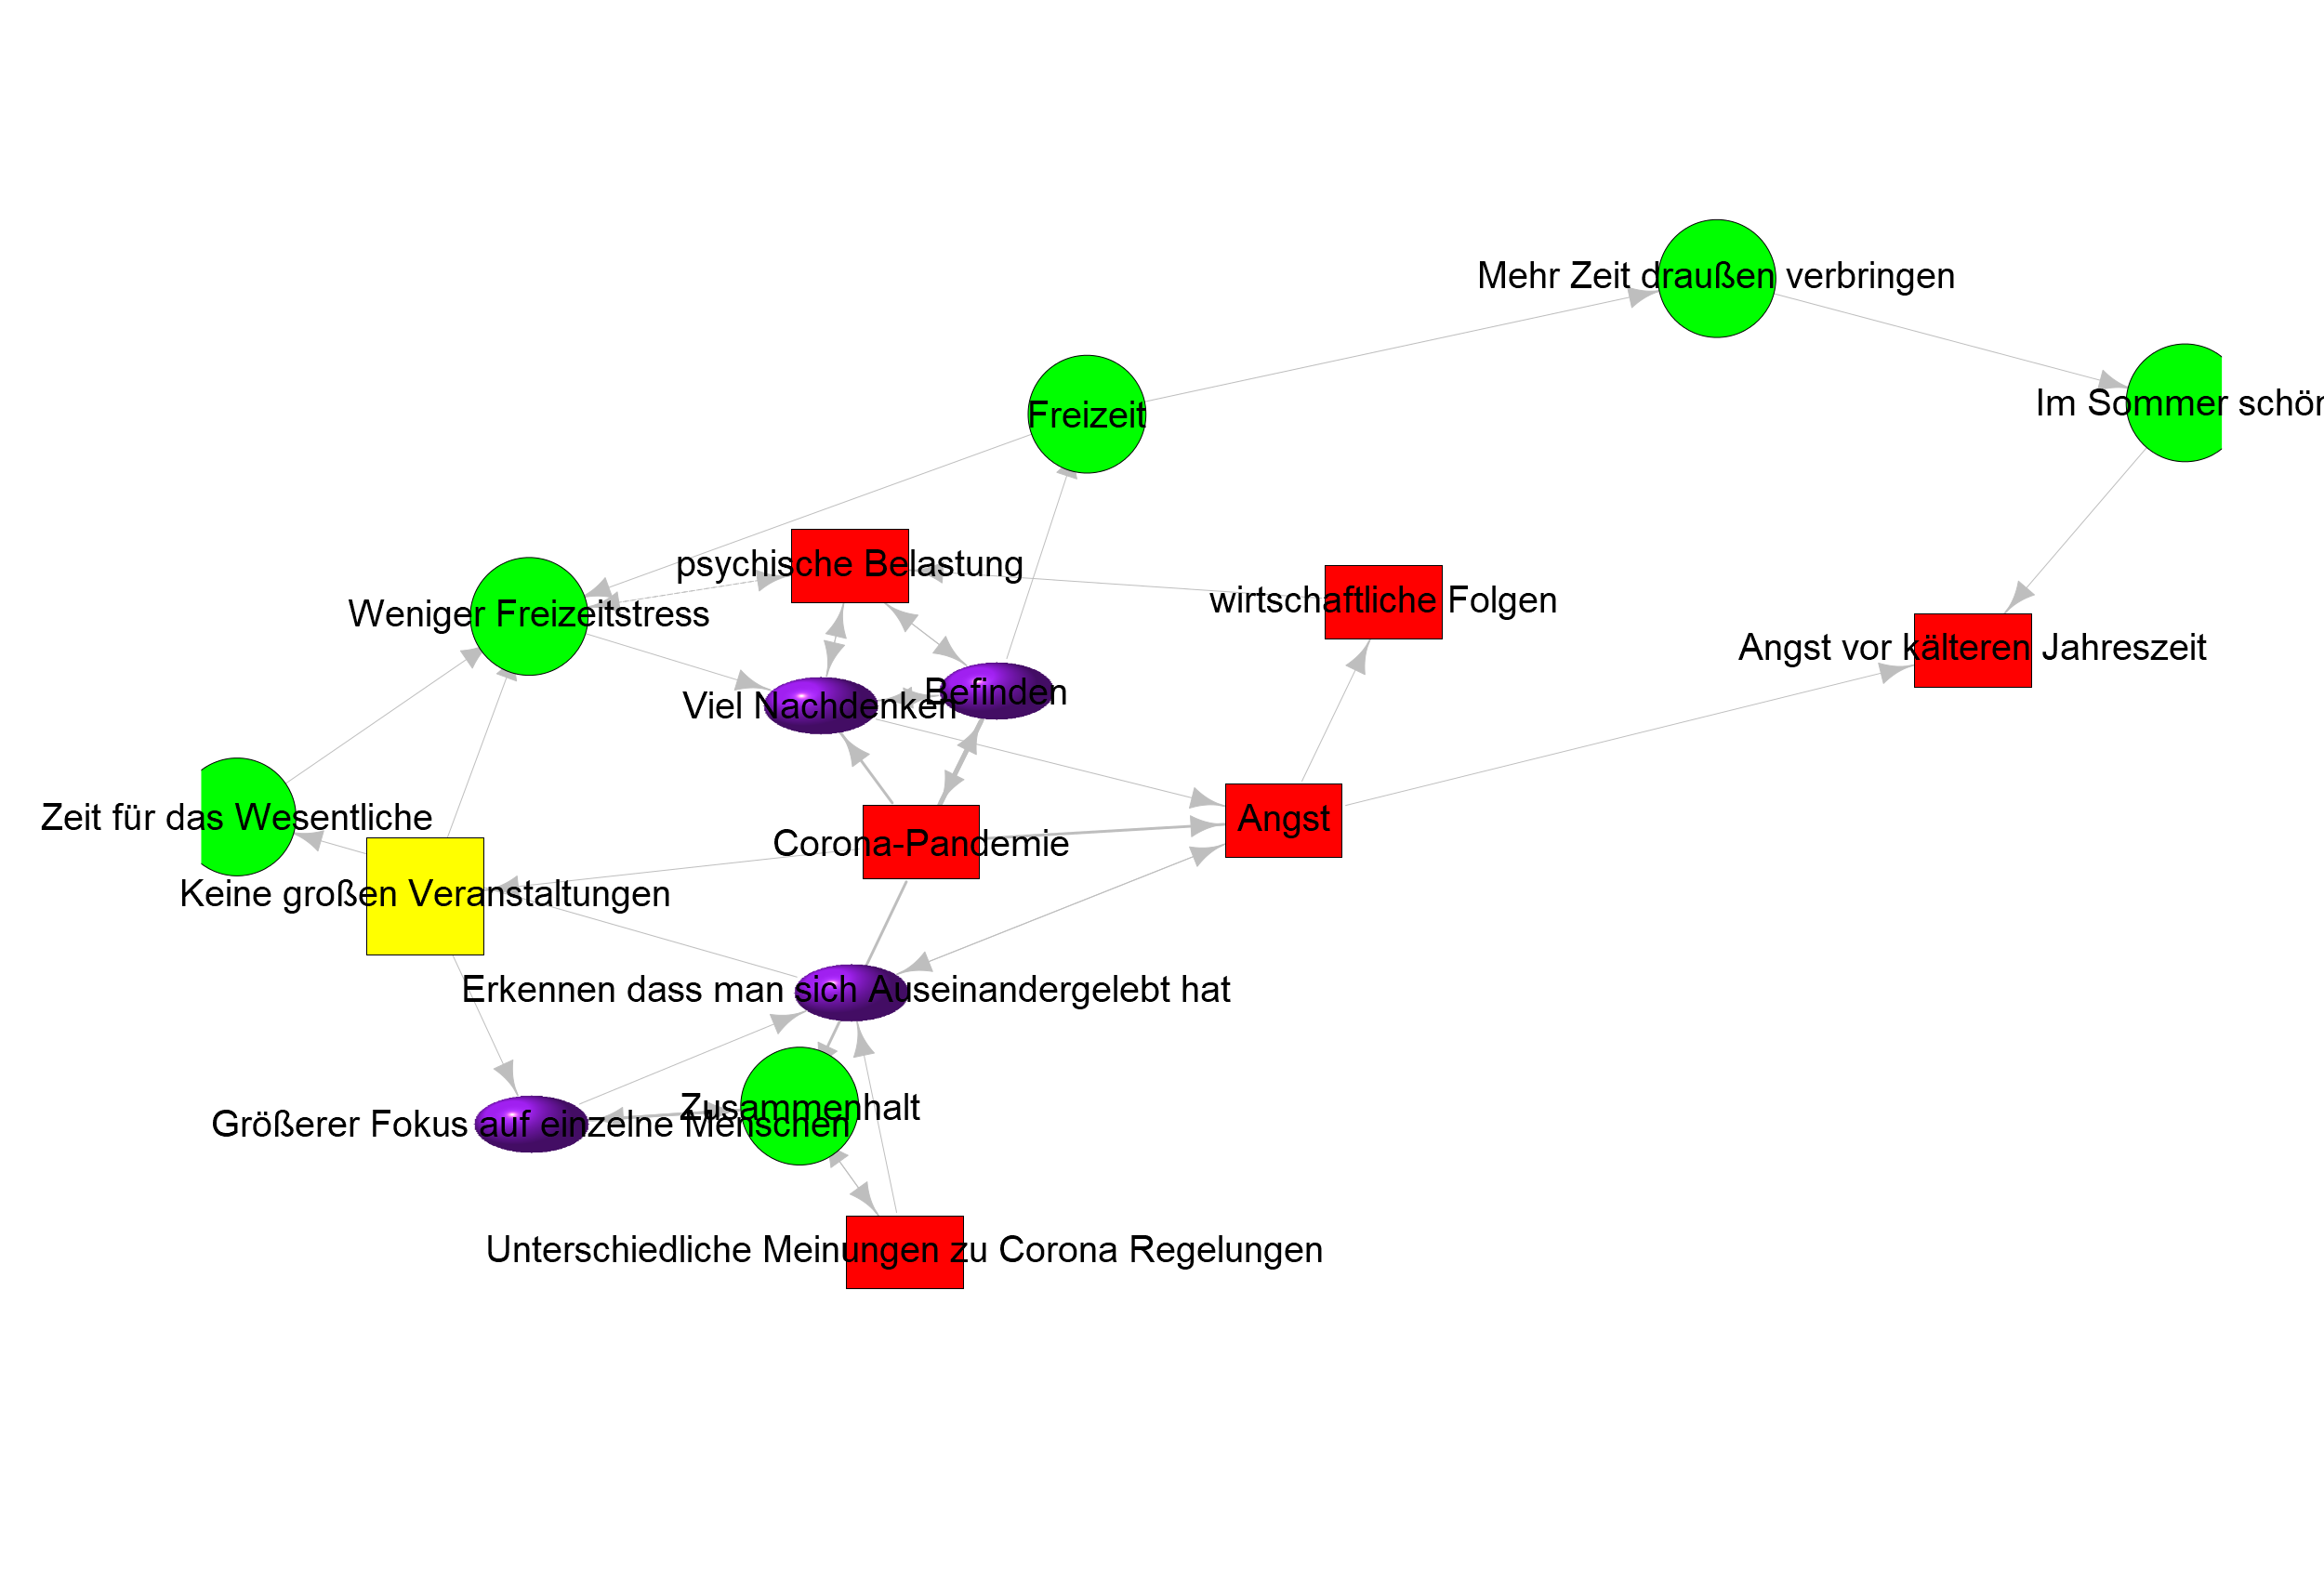 Mehr Zeit draußen verbringen
Im Sommer
Freizeit
psychische Belastung
wirtschaftliche Folgen
Weniger Freizeitstress
Angst vor kälteren Jahreszeit
Viel Nachdenken
Befinden
Zeit für das Wesentliche
Angst
Corona-Pandemie
Keine großen Veranstaltungen
Erkennen dass man sich Auseinandergelebt hat
Zusammenhalt
Größerer Fokus auf einzelne Menschen
Unterschiedliche Meinungen zu Corona Regelungen